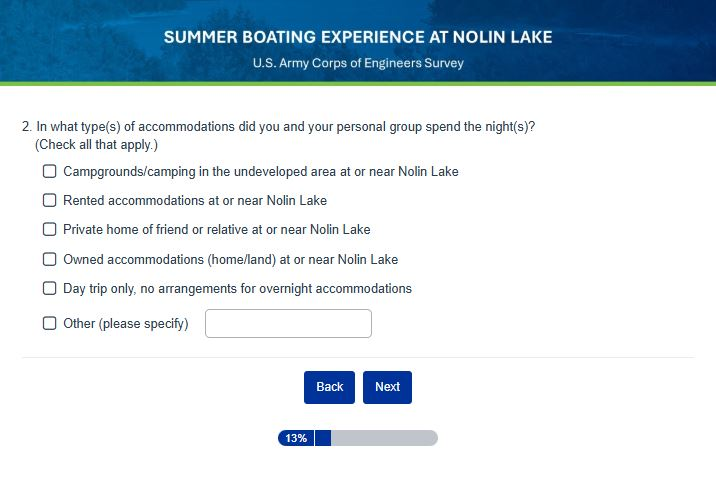 SUMMER BOATING EXPERIENCE AT NOLIN LAKE
U.S. Army Corps of Engineers Survey
2. In what type(s) of accommodations did you and your personal group spend the night(s)?
(Check all that apply.)
Campgrounds/camping in the undeveloped area at or near Nolin Lake
Rented accommodations at or near Nolin Lake
Private home of friend or relative at or near Nolin Lake
Owned accommodations (home/land) at or near Nolin Lake
Day trip only, no arrangements for overnight accommodations
Other (please specify)
Back Next
13%